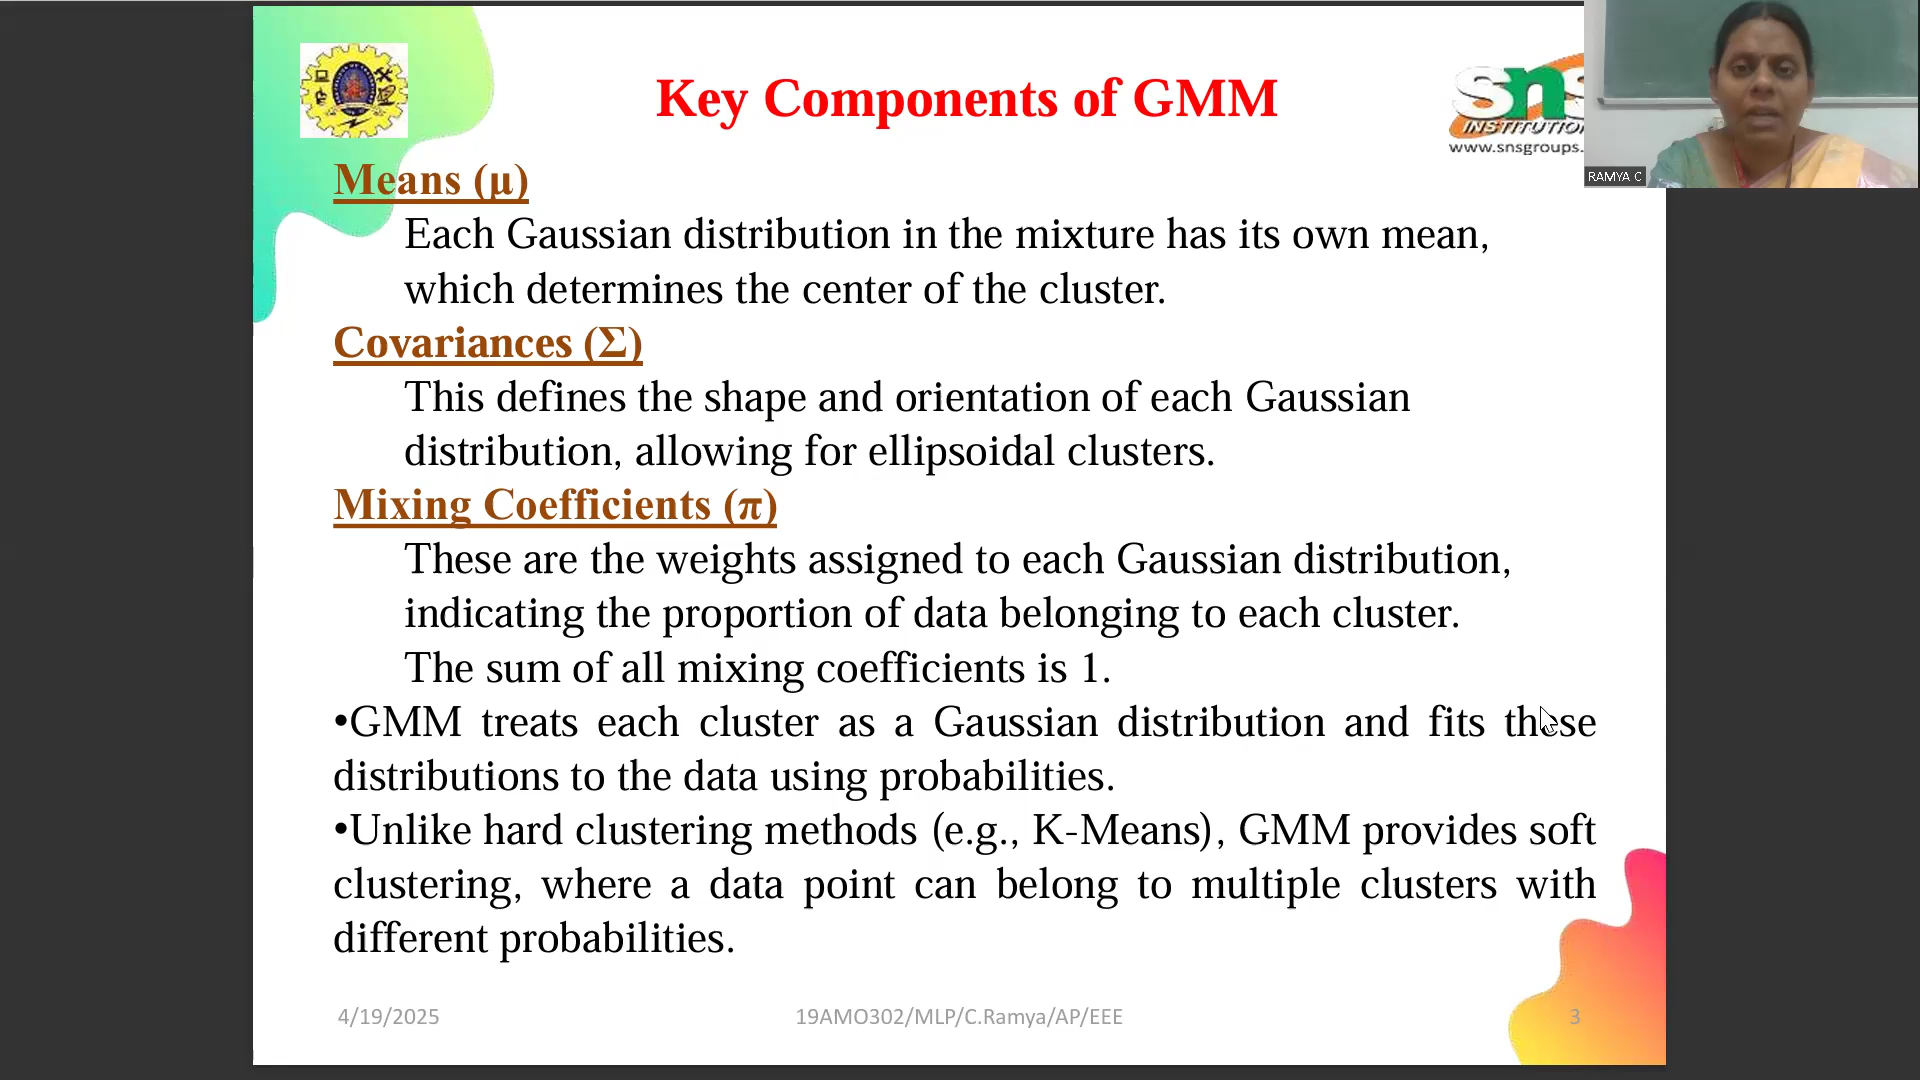 Key Components of GMM
sns
INSTITUTIO
www.snsgroups.
RAMYA C
Means (μ)
Each Gaussian distribution in the mixture has its own mean,
which determines the center of the cluster.
Covariances (Σ)
This defines the shape and orientation of each Gaussian
distribution, allowing for ellipsoidal clusters.
Mixing Coefficients (π)
These are the weights assigned to each Gaussian distribution,
indicating the proportion of data belonging to each cluster.
The sum of all mixing coefficients is 1.
•GMM treats each cluster as a Gaussian distribution and fits these
distributions to the data using probabilities.
•Unlike hard clustering methods (e.g., K-Means), GMM provides soft
clustering, where a data point can belong to multiple clusters with
different probabilities.
4/19/2025
19AMO302/MLP/C.Ramya/AP/EEE
3